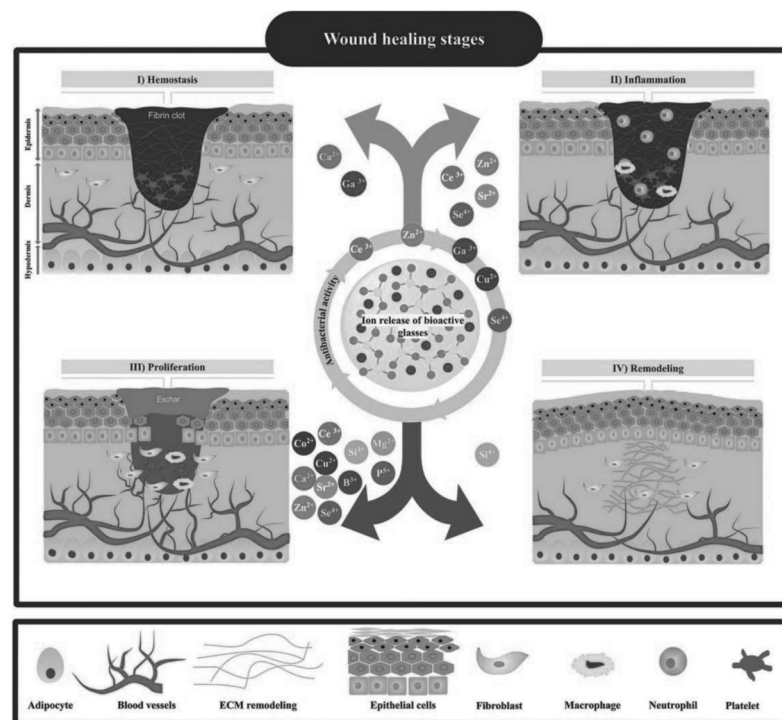 Wound healing stages
I) Hemostasis
II) Inflammation
Fibrin clot
Epidermis
Dermis
Hypodermis
Ca²⁺
Ga³⁺
Zn²⁺
Ce³⁺
Sr²⁺
Se⁴⁺
Zn²⁺
Ce³⁺
Ga³⁺
Cu²⁺
Se⁴⁺
Antibacterial activity
Ion release of bioactive
glasses
III) Proliferation
IV) Remodeling
Eschar
Co²⁺
Ce³⁺
Cu²⁺
Si⁴⁺
Mg²⁺
Ca²⁺
Sr²⁺
B³⁺
P⁵⁺
Zn²⁺
Se⁴⁺
Si⁴⁺
Adipocyte
Blood vessels
ECM remodeling
Epithelial cells
Fibroblast
Macrophage
Neutrophil
Platelet